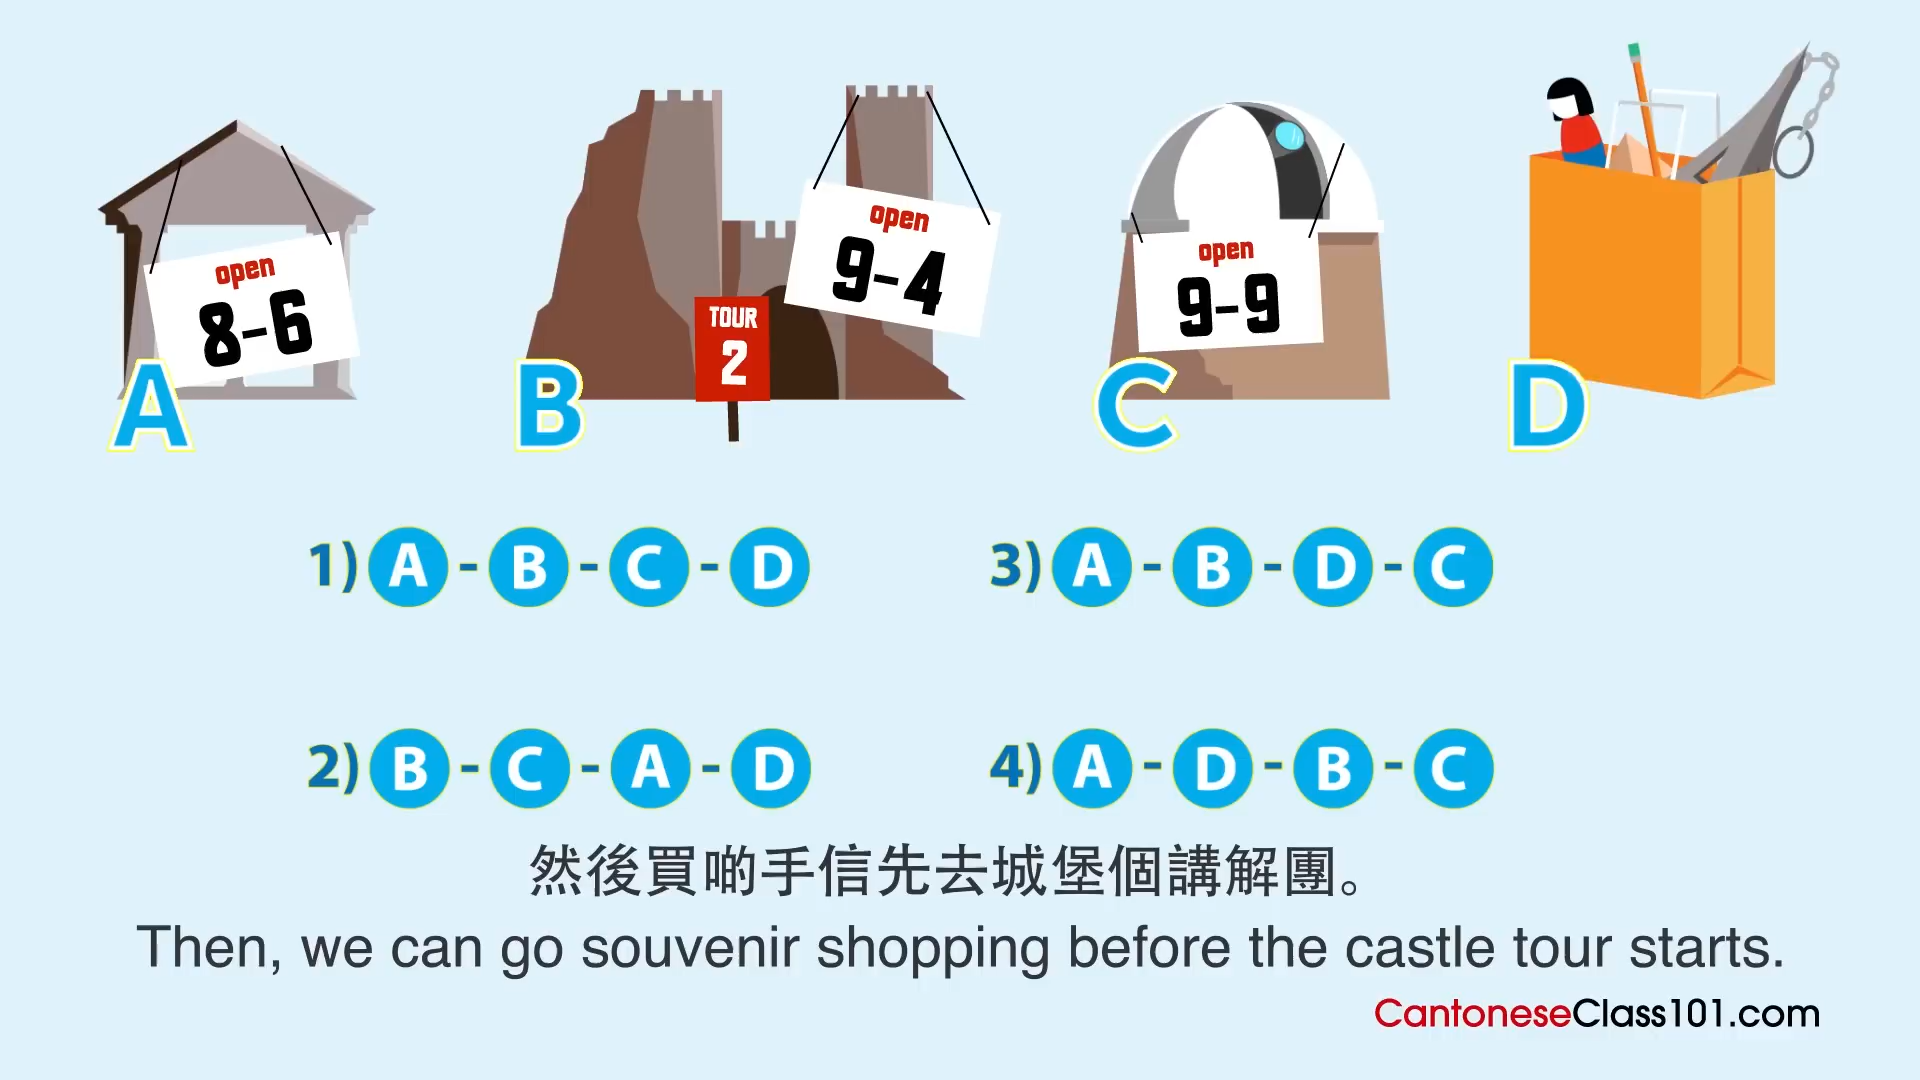 open
8-6
A
open
9-4
TOUR
2
B
open
9-9
C
D
1) A - B - C - D
3) A - B - D - C
2) B - C - A - D
4) A - D - B - C
然後買啲手信先去城堡個講解團。
Then, we can go souvenir shopping before the castle tour starts.
CantoneseClass101.com